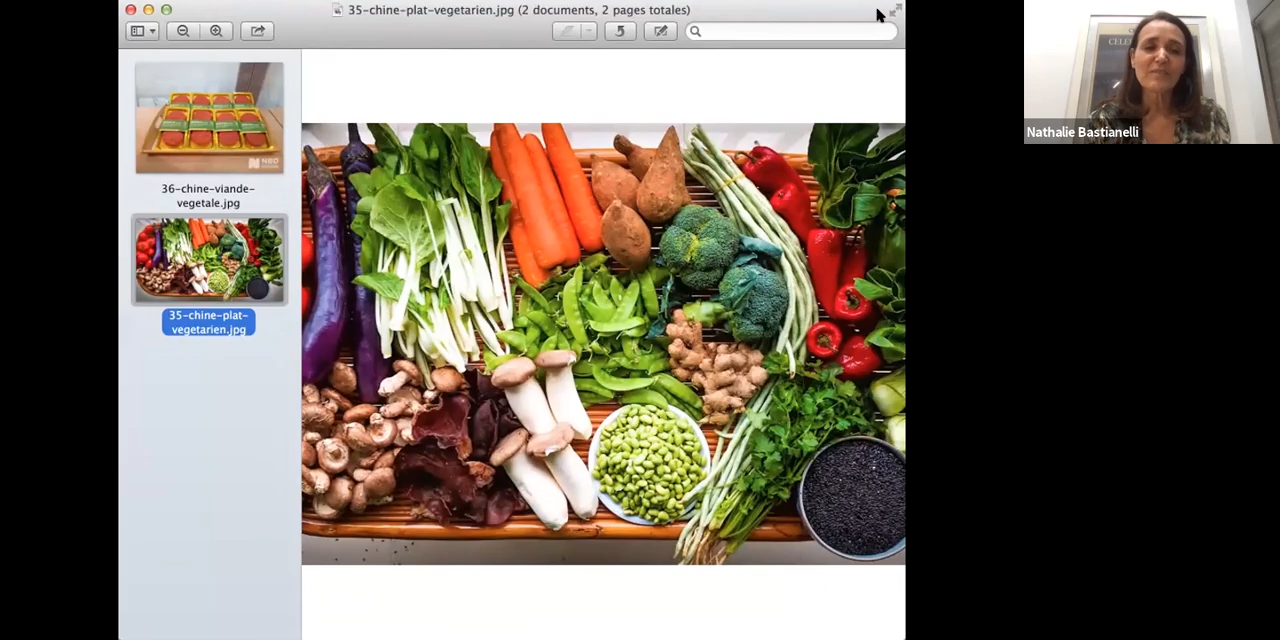 35-chine-plat-vegetarien.jpg (2 documents, 2 pages totales)
NEO
36-chine-viande-
vegetale.jpg
35-chine-plat-
vegetarien.jpg
Nathalie Bastianelli